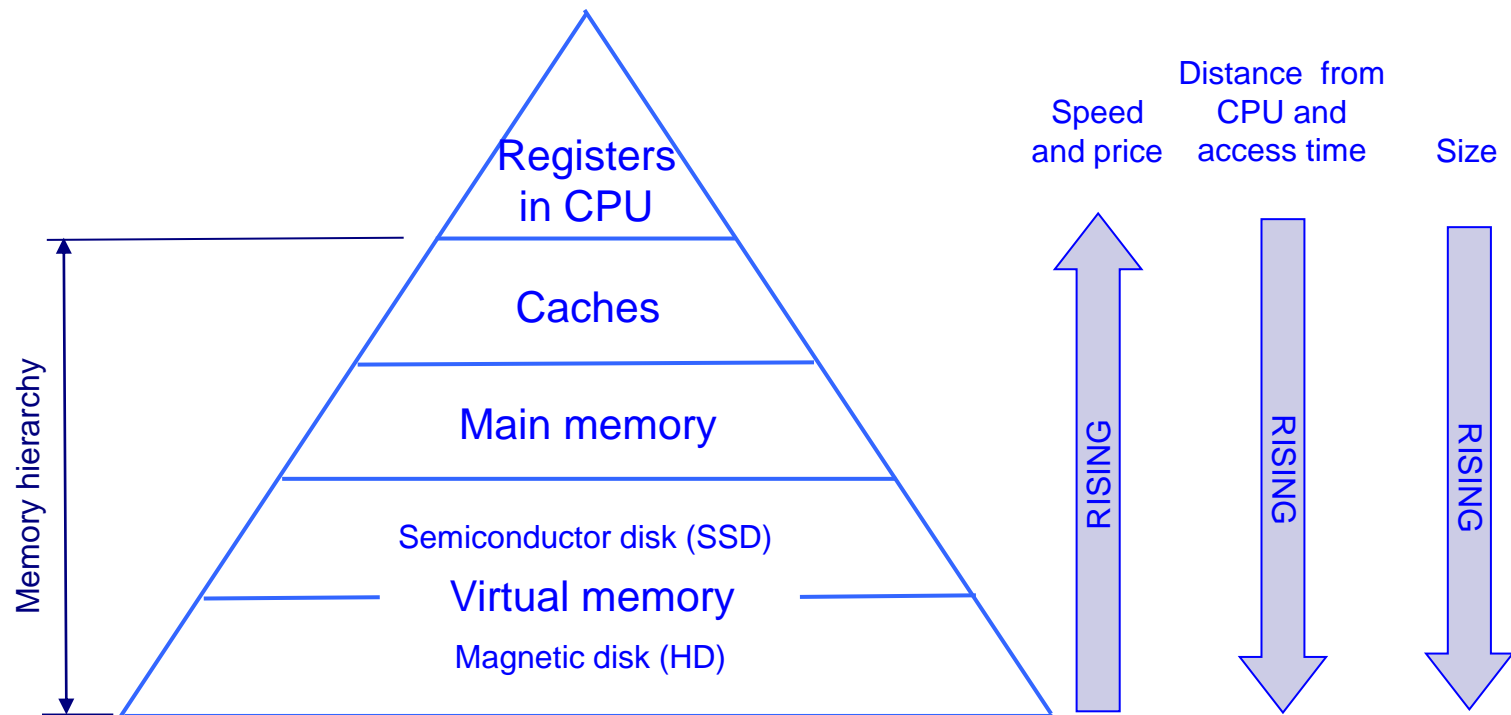 Registers
in CPU
Caches
Main memory
Semiconductor disk (SSD)
Virtual memory
Magnetic disk (HD)
Memory hierarchy
Speed
and price
Distance from
CPU and
access time
Size
RISING
RISING
RISING